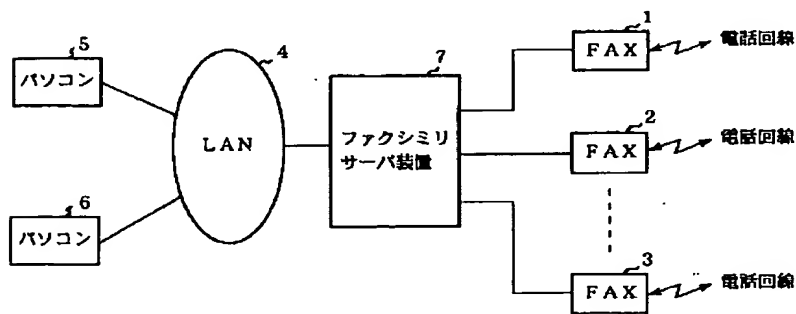 5
パソコン
4
LAN
7
ファクシミリ
サーバ装置
1
FAX
電話回線
2
FAX
電話回線
6
パソコン
3
FAX
電話回線